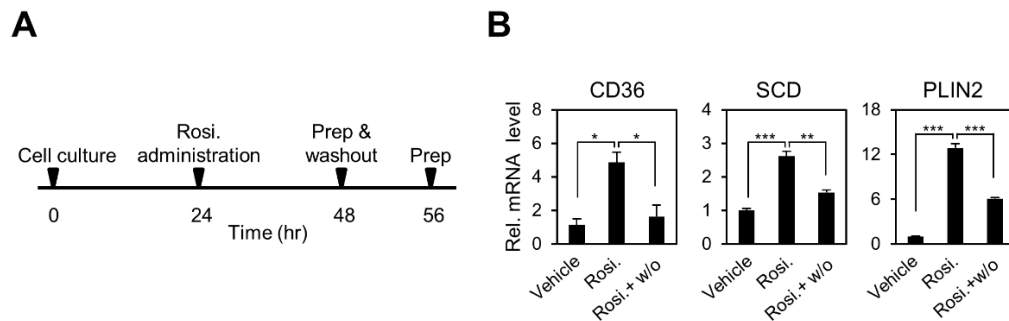 A
Cell culture
Rosi.
administration
Prep &
washout
Prep
0
24
48
56
Time (hr)
B
Rel. mRNA level
CD36
8
6
4
2
0
*
*
Vehicle
Rosi.
Rosi.+ w/o
SCD
4
3
2
1
0
***
**
Vehicle
Rosi.
Rosi.+ w/o
PLIN2
18
12
6
0
***
***
Vehicle
Rosi.
Rosi.+w/o